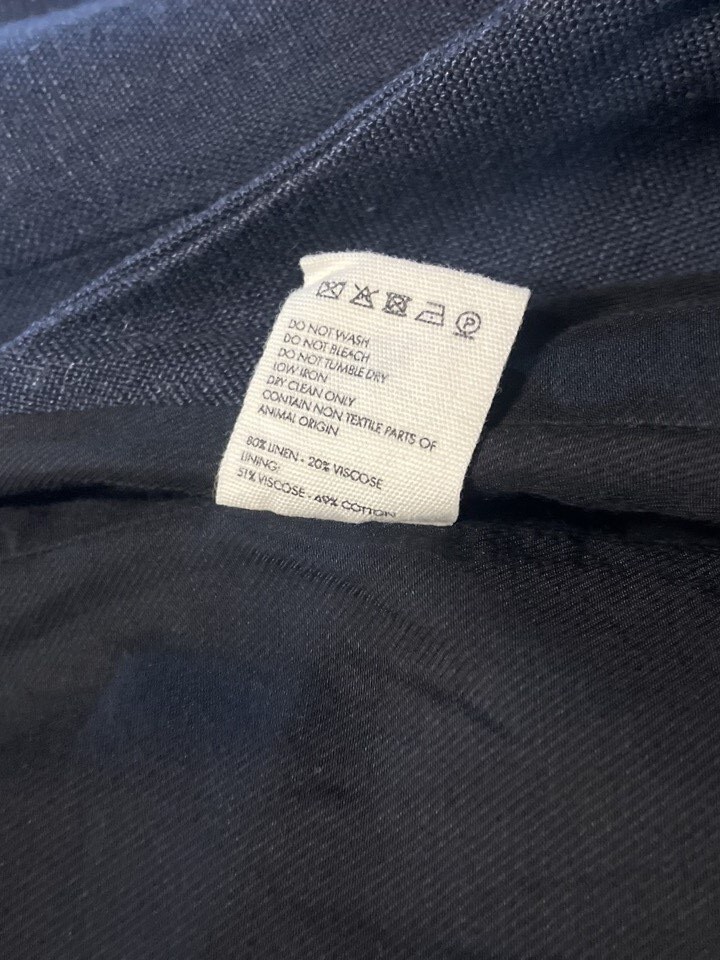 P
DO NOT WASH
DO NOT BLEACH
DO NOT TUMBLE DRY
LOW IRON
DRY CLEAN ONLY
CONTAIN NON TEXTILE PARTS OF
ANIMAL ORIGIN
80% LINEN - 20% VISCOSE
LINING:
51% VISCOSE - 49% COTTON